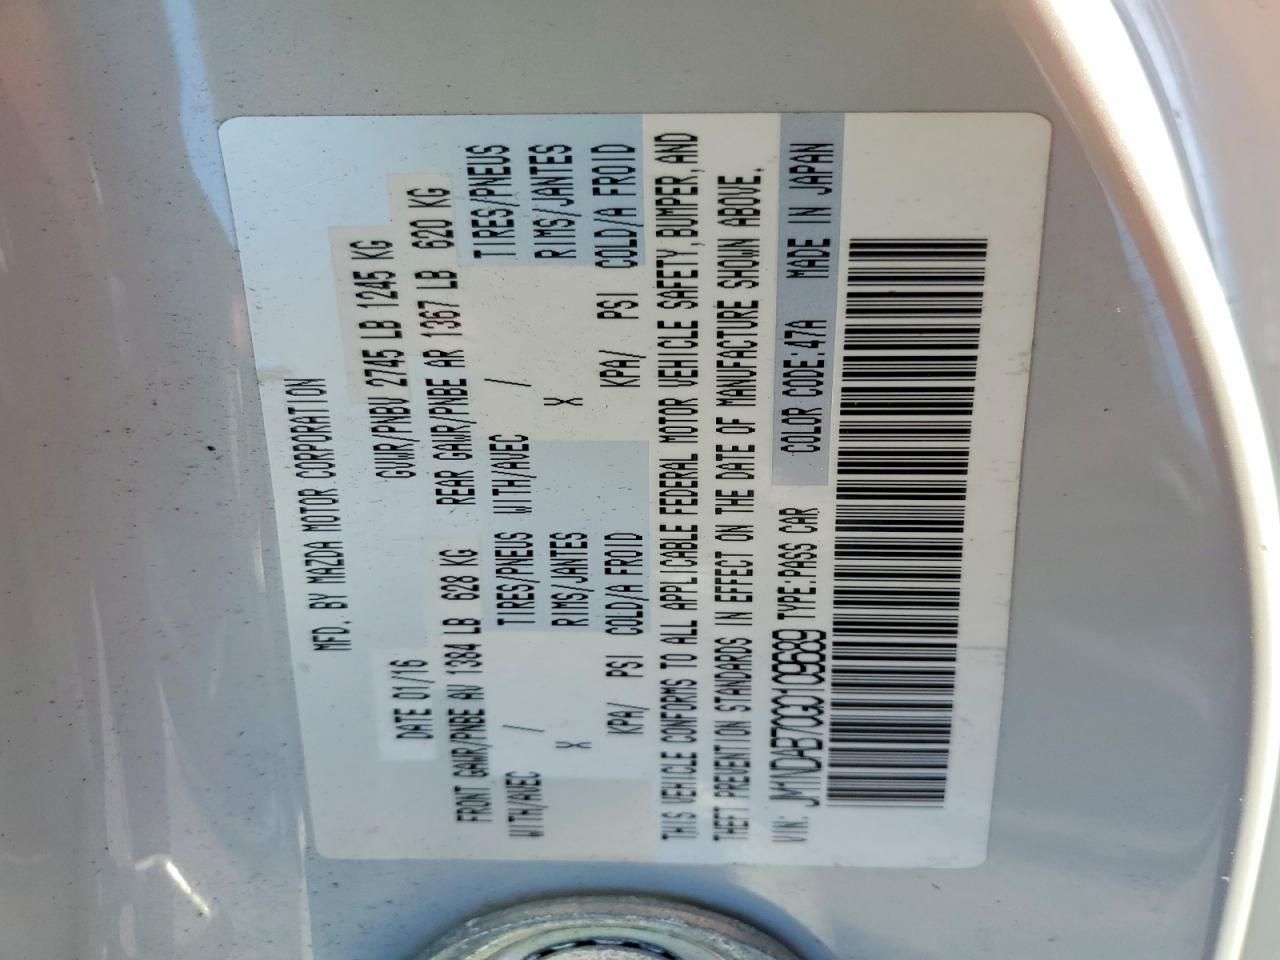 MFD. BY MAZDA MOTOR CORPORATION
DATE 01/16 GVWR/PNBV 2745 LB 1245 KG
FRONT GAWR/PNBE AV 1384 LB 628 KG REAR GAWR/PNBE AR 1367 LB 620 KG
WITH/AVEC / TIRES/PNEUS WITH/AVEC / TIRES/PNEUS
X RIMS/JANTES X RIMS/JANTES
KPA/ PSI COLD/A FROID KPA/ PSI COLD/A FROID
THIS VEHICLE CONFORMS TO ALL APPLICABLE FEDERAL MOTOR VEHICLE SAFETY, BUMPER, AND
THEFT PREVENTION STANDARDS IN EFFECT ON THE DATE OF MANUFACTURE SHOWN ABOVE.
VIN: JM1NDAB70G0109689 TYPE:PASS CAR COLOR CODE:47A MADE IN JAPAN